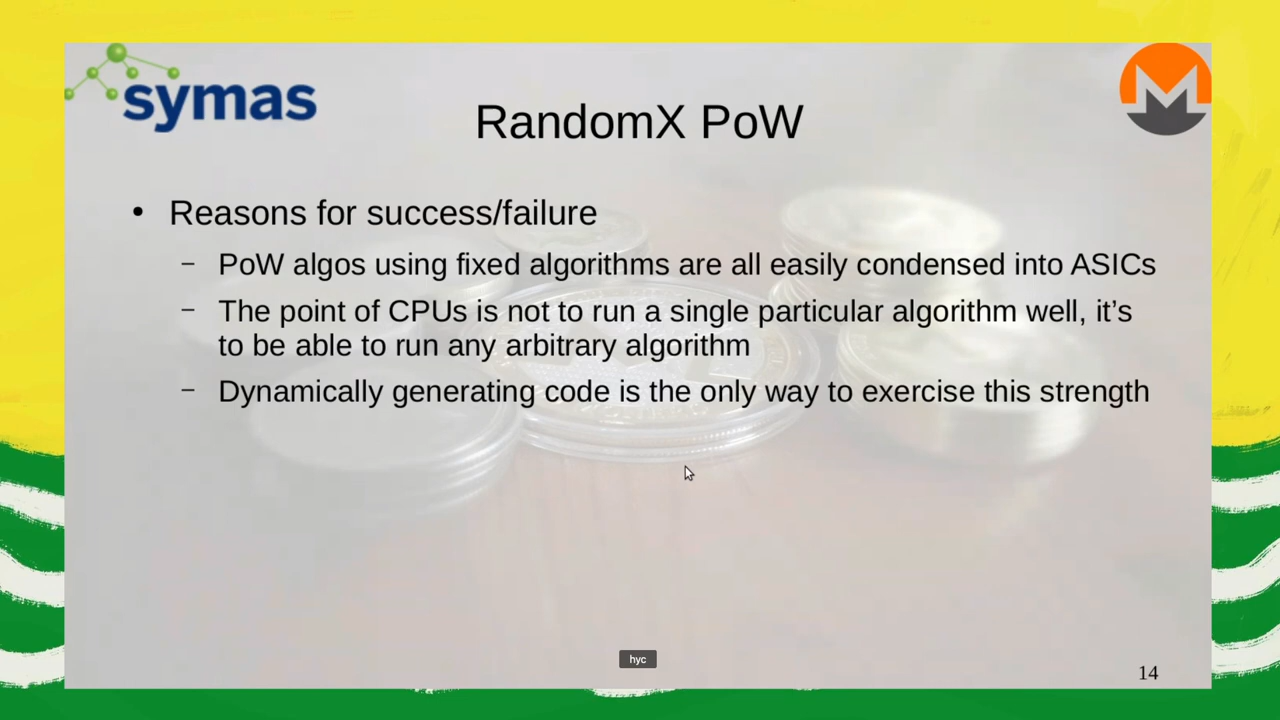 symas
RandomX PoW
• Reasons for success/failure
– PoW algos using fixed algorithms are all easily condensed into ASICs
– The point of CPUs is not to run a single particular algorithm well, it’s
to be able to run any arbitrary algorithm
– Dynamically generating code is the only way to exercise this strength
hyc
14